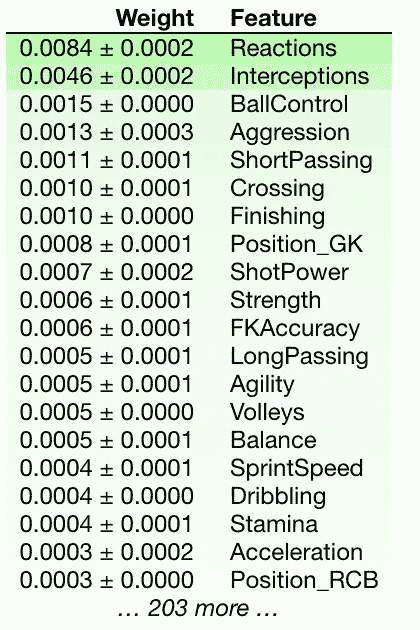 Weight Feature
0.0084 ± 0.0002 Reactions
0.0046 ± 0.0002 Interceptions
0.0015 ± 0.0000 BallControl
0.0013 ± 0.0003 Aggression
0.0011 ± 0.0001 ShortPassing
0.0010 ± 0.0001 Crossing
0.0010 ± 0.0000 Finishing
0.0008 ± 0.0001 Position_GK
0.0007 ± 0.0002 ShotPower
0.0006 ± 0.0001 Strength
0.0006 ± 0.0001 FKAccuracy
0.0005 ± 0.0001 LongPassing
0.0005 ± 0.0001 Agility
0.0005 ± 0.0000 Volleys
0.0005 ± 0.0001 Balance
0.0004 ± 0.0001 SprintSpeed
0.0004 ± 0.0000 Dribbling
0.0004 ± 0.0001 Stamina
0.0003 ± 0.0002 Acceleration
0.0003 ± 0.0000 Position_RCB
… 203 more …